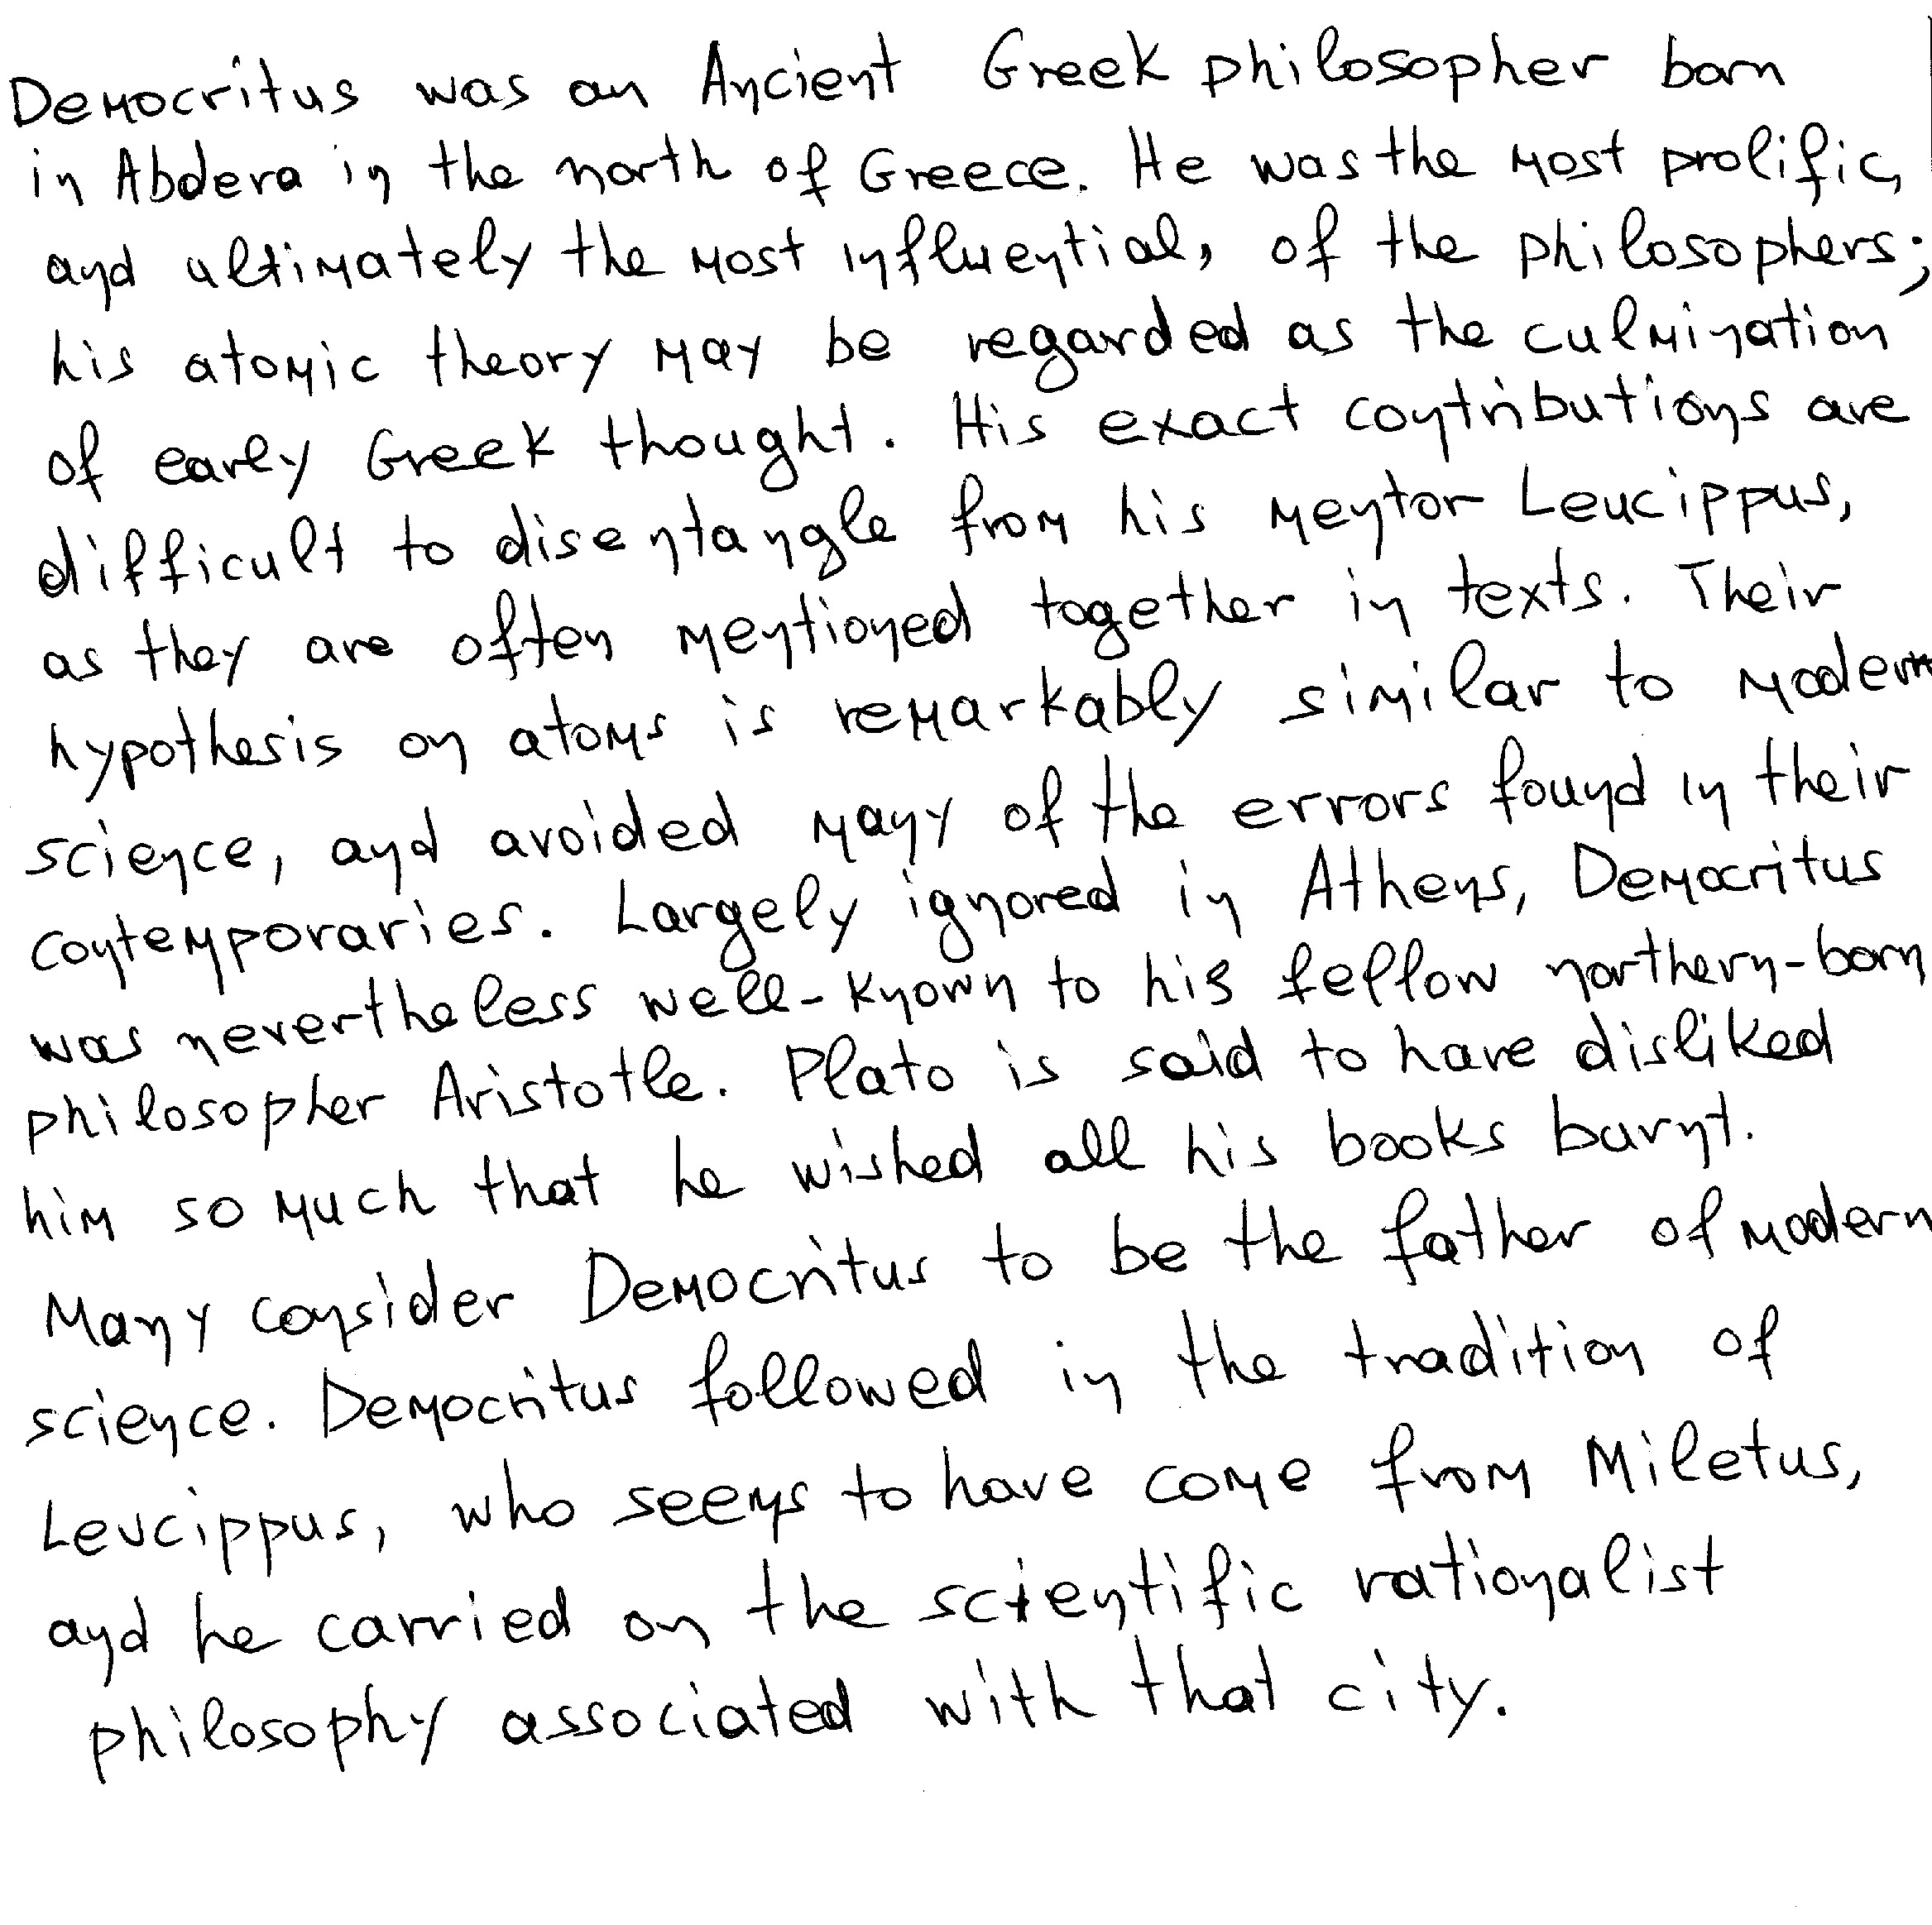 Democritus was an Ancient Greek philosopher born
in Abdera in the north of Greece. He was the most prolific,
and ultimately the most influential, of the philosophers;
his atomic theory may be regarded as the culmination
of early Greek thought. His exact contributions are
difficult to disentangle from his mentor Leucippus,
as they are often mentioned together in texts. Their
hypothesis on atoms is remarkably similar to modern
science, and avoided many of the errors found in their
contemporaries. Largely ignored in Athens, Democritus
was nevertheless well-known to his fellow northern-born
philosopher Aristotle. Plato is said to have disliked
him so much that he wished all his books burnt.
Many consider Democritus to be the father of modern
science. Democritus followed in the tradition of
Leucippus, who seems to have come from Miletus,
and he carried on the scientific rationalist
philosophy associated with that city.